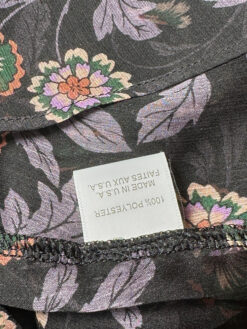 100% POLYESTER
MADE IN U.S.A.
FAITES AUX U.S.A.